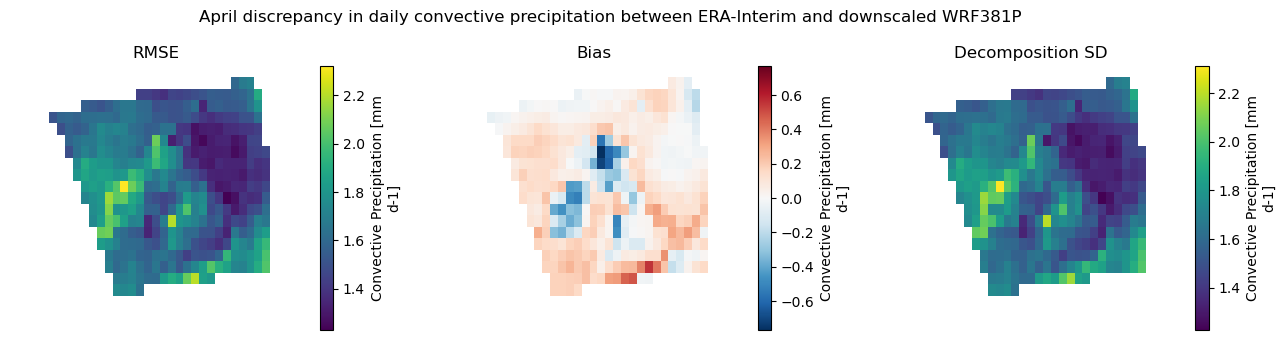 April discrepancy in daily convective precipitation between ERA-Interim and downscaled WRF381P
RMSE
2.2
2.0
1.8
1.6
1.4
Convective Precipitation [mm
d-1]
Bias
0.6
0.4
0.2
0.0
−0.2
−0.4
−0.6
Convective Precipitation [mm
d-1]
Decomposition SD
2.2
2.0
1.8
1.6
1.4
Convective Precipitation [mm
d-1]